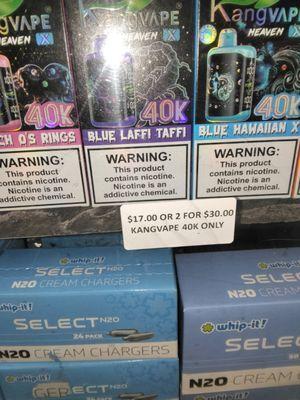 KangVAPE
HEAVEN X
40K
CH O'S RINGS
WARNING:
This product
contains nicotine.
Nicotine is an
addictive chemical.
KangVAPE
HEAVEN X
40K
BLUE LAFFI TAFFI
WARNING:
This product
contains nicotine.
Nicotine is an
addictive chemical.
KangVAPE
HEAVEN X
40K
BLUE HAWAIIAN X
WARNING:
This product
contains nicotine.
Nicotine is an
addictive chemical.
$17.00 OR 2 FOR $30.00
KANGVAPE 40K ONLY
whip-it!
SELECT N2O
N2O CREAM CHARGERS
whip-it!
SELECT N2O
24 PACK
N2O CREAM CHARGERS
whip-it!
whip-it!
SELECT
N2O CREAM CHARGERS
whip-it!
N2O CREAM